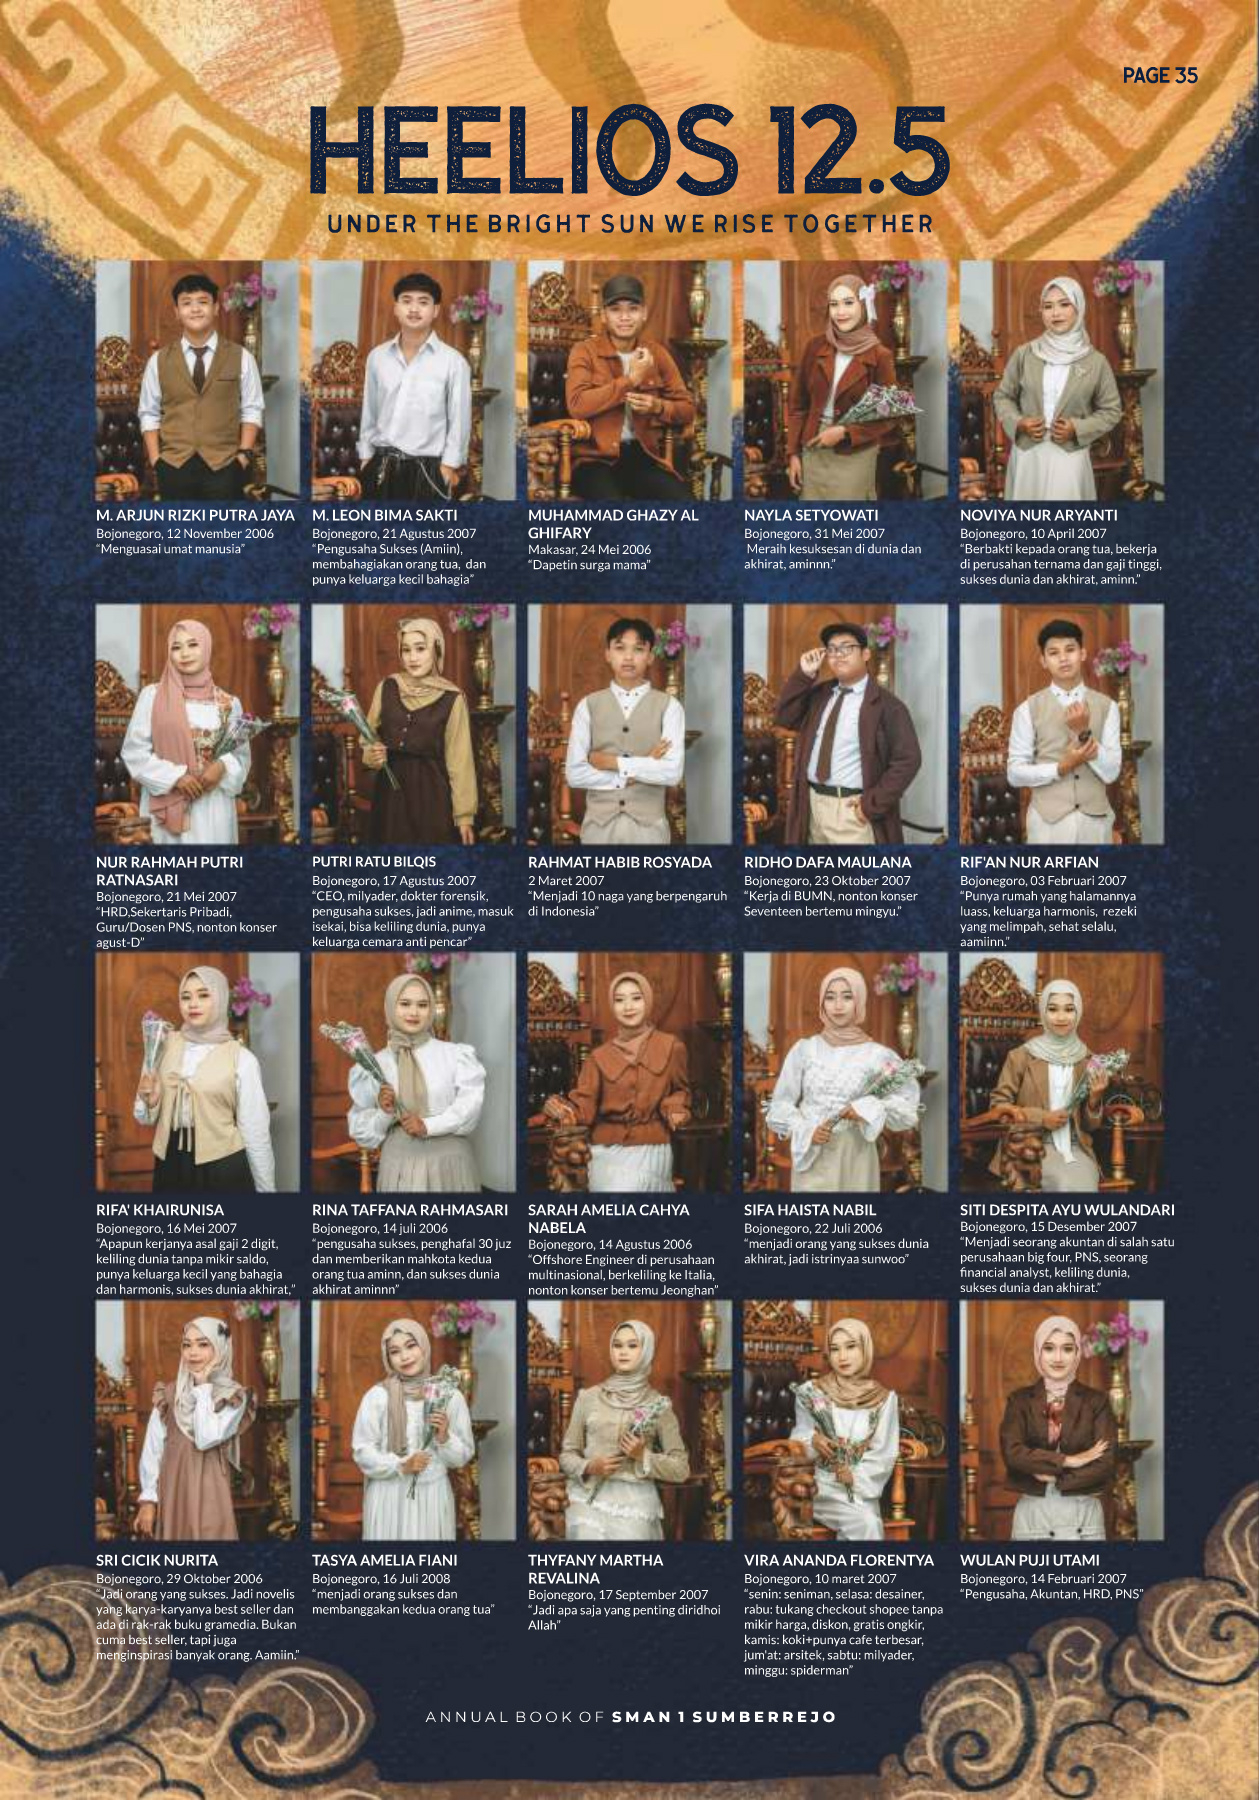 PAGE 35
HEELIOS 12.5
UNDER THE BRIGHT SUN WE RISE TOGETHER
M. ARJUN RIZKI PUTRA JAYA
Bojonegoro, 12 November 2006
“Menguasai umat manusia”
M. LEON BIMA SAKTI
Bojonegoro, 21 Agustus 2007
“Pengusaha Sukses (Amiin),
membahagiakan orang tua, dan
punya keluarga kecil bahagia”
MUHAMMAD GHAZY AL
GHIFARY
Makasar, 24 Mei 2006
“Dapetin surga mama”
NAYLA SETYOWATI
Bojonegoro, 31 Mei 2007
Meraih kesuksesan di dunia dan
akhirat, aminnn.”
NOVIYA NUR ARYANTI
Bojonegoro, 10 April 2007
“Berbakti kepada orang tua, bekerja
di perusahan ternama dan gaji tinggi,
sukses dunia dan akhirat, aminn.”
NUR RAHMAH PUTRI
RATNASARI
Bojonegoro, 21 Mei 2007
“HRD,Sekertaris Pribadi,
Guru/Dosen PNS, nonton konser
agust-D”
PUTRI RATU BILQIS
Bojonegoro, 17 Agustus 2007
“CEO, milyader, dokter forensik,
pengusaha sukses, jadi anime, masuk
isekai, bisa keliling dunia, punya
keluarga cemara anti pencar”
RAHMAT HABIB ROSYADA
2 Maret 2007
“Menjadi 10 naga yang berpengaruh
di Indonesia”
RIDHO DAFA MAULANA
Bojonegoro, 23 Oktober 2007
“Kerja di BUMN, nonton konser
Seventeen bertemu mingyu.”
RIF'AN NUR ARFIAN
Bojonegoro, 03 Februari 2007
“Punya rumah yang halamannya
luass, keluarga harmonis, rezeki
yang melimpah, sehat selalu,
aamiinn.”
RIFA' KHAIRUNISA
Bojonegoro, 16 Mei 2007
“Apapun kerjanya asal gaji 2 digit,
keliling dunia tanpa mikir saldo,
punya keluarga kecil yang bahagia
dan harmonis, sukses dunia akhirat,”
RINA TAFFANA RAHMASARI
Bojonegoro, 14 juli 2006
“pengusaha sukses, penghafal 30 juz
dan memberikan mahkota kedua
orang tua aminn, dan sukses dunia
akhirat aminnn”
SARAH AMELIA CAHYA
NABELA
Bojonegoro, 14 Agustus 2006
“Offshore Engineer di perusahaan
multinasional, berkeliling ke Italia,
nonton konser bertemu Jeonghan”
SIFA HAISTA NABIL
Bojonegoro, 22 Juli 2006
“menjadi orang yang sukses dunia
akhirat, jadi istrinyaa sunwoo”
SITI DESPITA AYU WULANDARI
Bojonegoro, 15 Desember 2007
“Menjadi seorang akuntan di salah satu
perusahaan big four, PNS, seorang
financial analyst, keliling dunia,
sukses dunia dan akhirat.”
SRI CICIK NURITA
Bojonegoro, 29 Oktober 2006
“Jadi orang yang sukses. Jadi novelis
yang karya-karyanya best seller dan
ada di rak-rak buku gramedia. Bukan
cuma best seller, tapi juga
menginspirasi banyak orang. Aamiin.”
TASYA AMELIA FIANI
Bojonegoro, 16 Juli 2008
“menjadi orang sukses dan
membanggakan kedua orang tua”
THYFANY MARTHA
REVALINA
Bojonegoro, 17 September 2007
“Jadi apa saja yang penting diridhoi
Allah”
VIRA ANANDA FLORENTYA
Bojonegoro, 10 maret 2007
“senin: seniman, selasa: desainer,
rabu: tukang checkout shopee tanpa
mikir harga, diskon, gratis ongkir,
kamis: koki+punya cafe terbesar,
jum'at: arsitek, sabtu: milyader,
minggu: spiderman”
WULAN PUJI UTAMI
Bojonegoro, 14 Februari 2007
“Pengusaha, Akuntan, HRD, PNS”
ANNUAL BOOK OF SMAN 1 SUMBERREJO